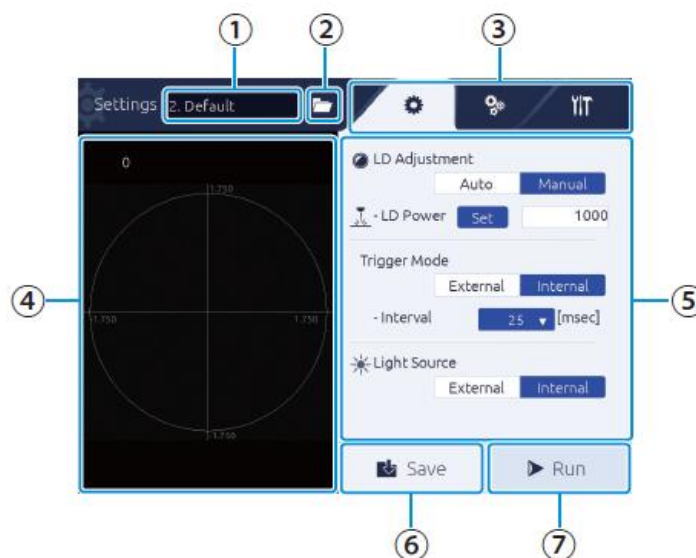 ① ② ③
Settings 2. Default
0
1.750
-1.750 1.750
-1.750
LD Adjustment
Auto Manual
- LD Power Set 1000
Trigger Mode
External Internal
- Interval 25 ▼ [msec]
Light Source
External Internal
④ ⑤
Save Run
⑥ ⑦